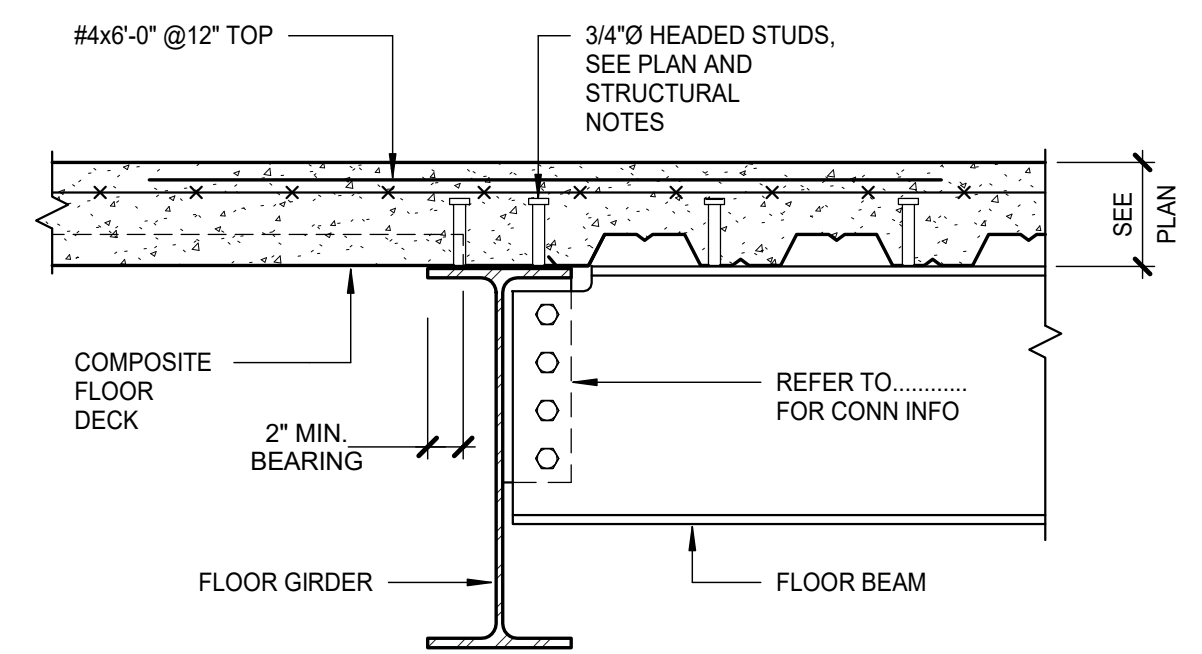 #4x6'-0" @12" TOP
3/4"Ø HEADED STUDS,
SEE PLAN AND
STRUCTURAL
NOTES
SEE
PLAN
COMPOSITE
FLOOR
DECK
2" MIN.
BEARING
REFER TO............
FOR CONN INFO
FLOOR GIRDER
FLOOR BEAM